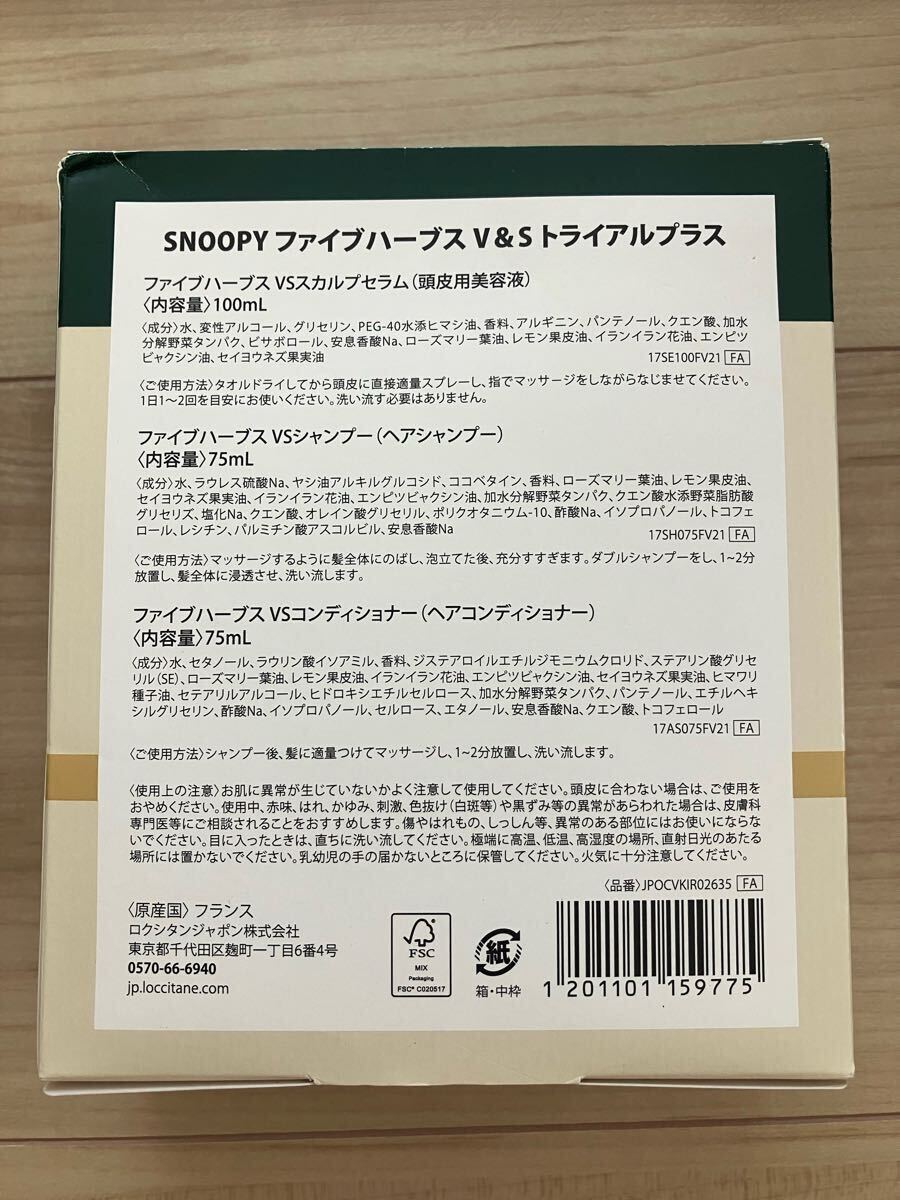 SNOOPY ファイブハーブス V & S トライアルプラス
ファイブハーブス VSスカルプセラム(頭皮用美容液)
〈内容量〉100mL
〈成分〉水、変性アルコール、グリセリン、PEG-40水添ヒマシ油、香料、アルギニン、パンテノール、クエン酸、加水
分解野菜タンパク、ビサボロール、安息香酸Na、ローズマリー葉油、レモン果皮油、イランイラン花油、エンピツ
ビャクシン油、セイヨウネズ果実油
17SE100FV21 FA
〈ご使用方法〉タオルドライしてから頭皮に直接適量スプレーし、指でマッサージをしながらなじませてください。
1日1〜2回を目安にお使いください。洗い流す必要はありません。
ファイブハーブス VSシャンプー(ヘアシャンプー)
〈内容量〉75mL
〈成分〉水、ラウレス硫酸Na、ヤシ油アルキルグルコシド、ココベタイン、香料、ローズマリー葉油、レモン果皮油、
セイヨウネズ果実油、イランイラン花油、エンピツビャクシン油、加水分解野菜タンパク、クエン酸水添野菜脂肪酸
グリセリズ、塩化Na、クエン酸、オレイン酸グリセリル、ポリクオタニウム-10、酢酸Na、イソプロパノール、トコフェ
ロール、レシチン、パルミチン酸アスコルビル、安息香酸Na
17SH075FV21 FA
〈ご使用方法〉マッサージするように髪全体にのばし、泡立てた後、充分すすぎます。ダブルシャンプーをし、1~2分
放置し、髪全体に浸透させ、洗い流します。
ファイブハーブス VSコンディショナー(ヘアコンディショナー)
〈内容量〉75mL
〈成分〉水、セタノール、ラウリン酸イソアミル、香料、ジステアロイルエチルジモニウムクロリド、ステアリン酸グリセ
リル(SE)、ローズマリー葉油、レモン果皮油、イランイラン花油、エンピツビャクシン油、セイヨウネズ果実油、ヒマワリ
種子油、セテアリルアルコール、ヒドロキシエチルセルロース、加水分解野菜タンパク、パンテノール、エチルヘキ
シルグリセリン、酢酸Na、イソプロパノール、セルロース、エタノール、安息香酸Na、クエン酸、トコフェロール
17AS075FV21 FA
〈ご使用方法〉シャンプー後、髪に適量つけてマッサージし、1~2分放置し、洗い流します。
〈使用上の注意〉お肌に異常が生じていないかよく注意して使用してください。頭皮に合わない場合は、ご使用を
おやめください。使用中、赤味、はれ、かゆみ、刺激、色抜け(白斑等)や黒ずみ等の異常があらわれた場合は、皮膚科
専門医等にご相談されることをおすすめします。傷やはれもの、しっしん等、異常のある部位にはお使いにならな
いでください。目に入ったときは、直ちに洗い流してください。極端に高温、低温、高湿度の場所、直射日光のあたる
場所には置かないでください。乳幼児の手の届かないところに保管してください。火気に十分注意してください。
〈品番〉JPOCVKIR02635 FA
〈原産国〉フランス
ロクシタンジャポン株式会社
東京都千代田区麹町一丁目6番4号
0570-66-6940
jp.loccitane.com
FSC
MIX
Packaging
FSC® C020517
紙
箱・中枠
1 201101 159775